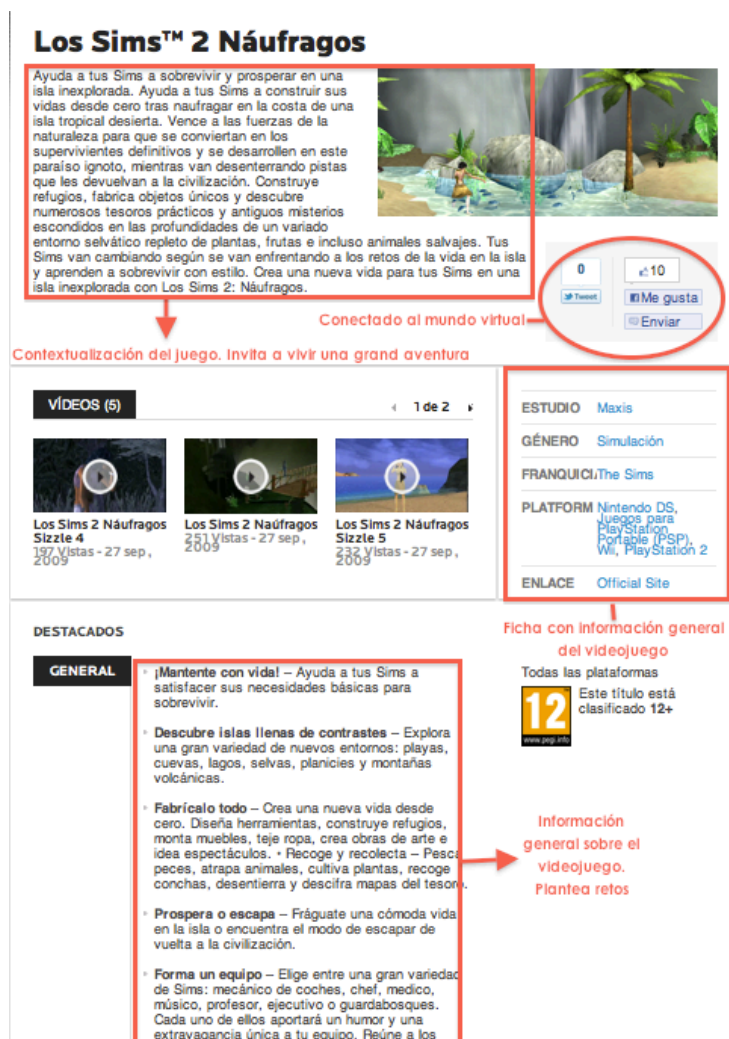 Los Sims™ 2 Náufragos
Ayuda a tus Sims a sobrevivir y prosperar en una
isla inexplorada. Ayuda a tus Sims a construir sus
vidas desde cero tras naufragar en la costa de una
isla tropical desierta. Vence a las fuerzas de la
naturaleza para que se conviertan en los
supervivientes definitivos y se desarrollen en este
paraíso ignoto, mientras van desenterrando pistas
que les devuelvan a la civilización. Construye
refugios, fabrica objetos únicos y descubre
numerosos tesoros prácticos y antiguos misterios
escondidos en las profundidades de un variado
entorno selvático repleto de plantas, frutas e incluso animales salvajes. Tus
Sims van cambiando según se van enfrentando a los retos de la vida en la isla
y aprenden a sobrevivir con estilo. Crea una nueva vida para tus Sims en una
isla inexplorada con Los Sims 2: Náufragos.
0
Tweet
10
Me gusta
Enviar
Conectado al mundo virtual
Contextualización del juego. Invita a vivir una grand aventura
VÍDEOS (5)
1 de 2
Los Sims 2 Náufragos
Sizzle 4
197 Vistas - 27 sep ,
2009
Los Sims 2 Naúfragos
251 Vistas - 27 sep ,
2009
Los Sims 2 Náufragos
Sizzle 5
232 Vistas - 27 sep ,
2009
ESTUDIO Maxis
GÉNERO Simulación
FRANQUICI The Sims
PLATFORM Nintendo DS,
Juegos para
PlayStation
Portable (PSP),
Wii, PlayStation 2
ENLACE Official Site
Ficha con información general
del videojuego
Todas las plataformas
12
www.pegi.info
Este título está
clasificado 12+
DESTACADOS
GENERAL
¡Mantente con vida! – Ayuda a tus Sims a
satisfacer sus necesidades básicas para
sobrevivir.
Descubre islas llenas de contrastes – Explora
una gran variedad de nuevos entornos: playas,
cuevas, lagos, selvas, planicies y montañas
volcánicas.
Fabrícalo todo – Crea una nueva vida desde
cero. Diseña herramientas, construye refugios,
monta muebles, teje ropa, crea obras de arte e
idea espectáculos. • Recoge y recolecta – Pesca
peces, atrapa animales, cultiva plantas, recoge
conchas, desentierra y descifra mapas del tesoro.
Prospera o escapa – Fráguate una cómoda vida
en la isla o encuentra el modo de escapar de
vuelta a la civilización.
Forma un equipo – Elige entre una gran variedad
de Sims: mecánico de coches, chef, medico,
músico, profesor, ejecutivo o guardabosques.
Cada uno de ellos aportará un humor y una
extravagancia única a tu equipo. Reúne a los
Información
general sobre el
videojuego.
Plantea retos